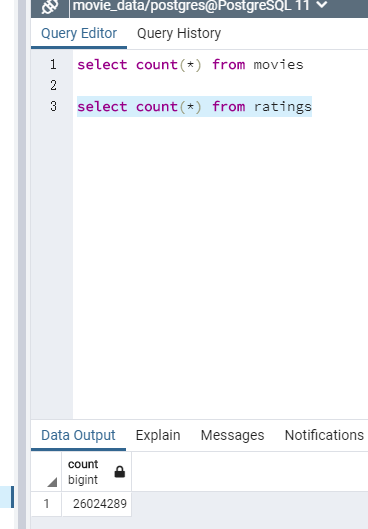 movie_data/postgres@PostgreSQL 11
Query Editor Query History
1 select count(*) from movies
2
3 select count(*) from ratings
Data Output Explain Messages Notifications
count
bigint
1 26024289